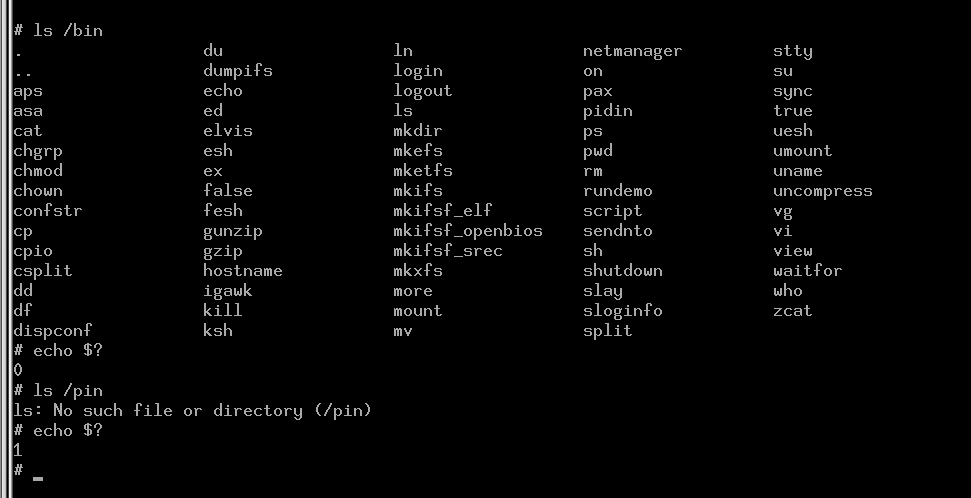 # ls /bin
. du ln netmanager stty
.. dumpifs login on su
aps echo logout pax sync
asa ed ls pidin true
cat elvis mkdir ps uesh
chgrp esh mkefs pwd umount
chmod ex mketfs rm uname
chown false mkifs rundemo uncompress
confstr fesh mkifsf_elf script vg
cp gunzip mkifsf_openbios sendnto vi
cpio gzip mkifsf_srec sh view
csplit hostname mkxfs shutdown waitfor
dd igawk more slay who
df kill mount sloginfo zcat
dispconf ksh mv split
# echo $?
0
# ls /pin
ls: No such file or directory (/pin)
# echo $?
1
# _